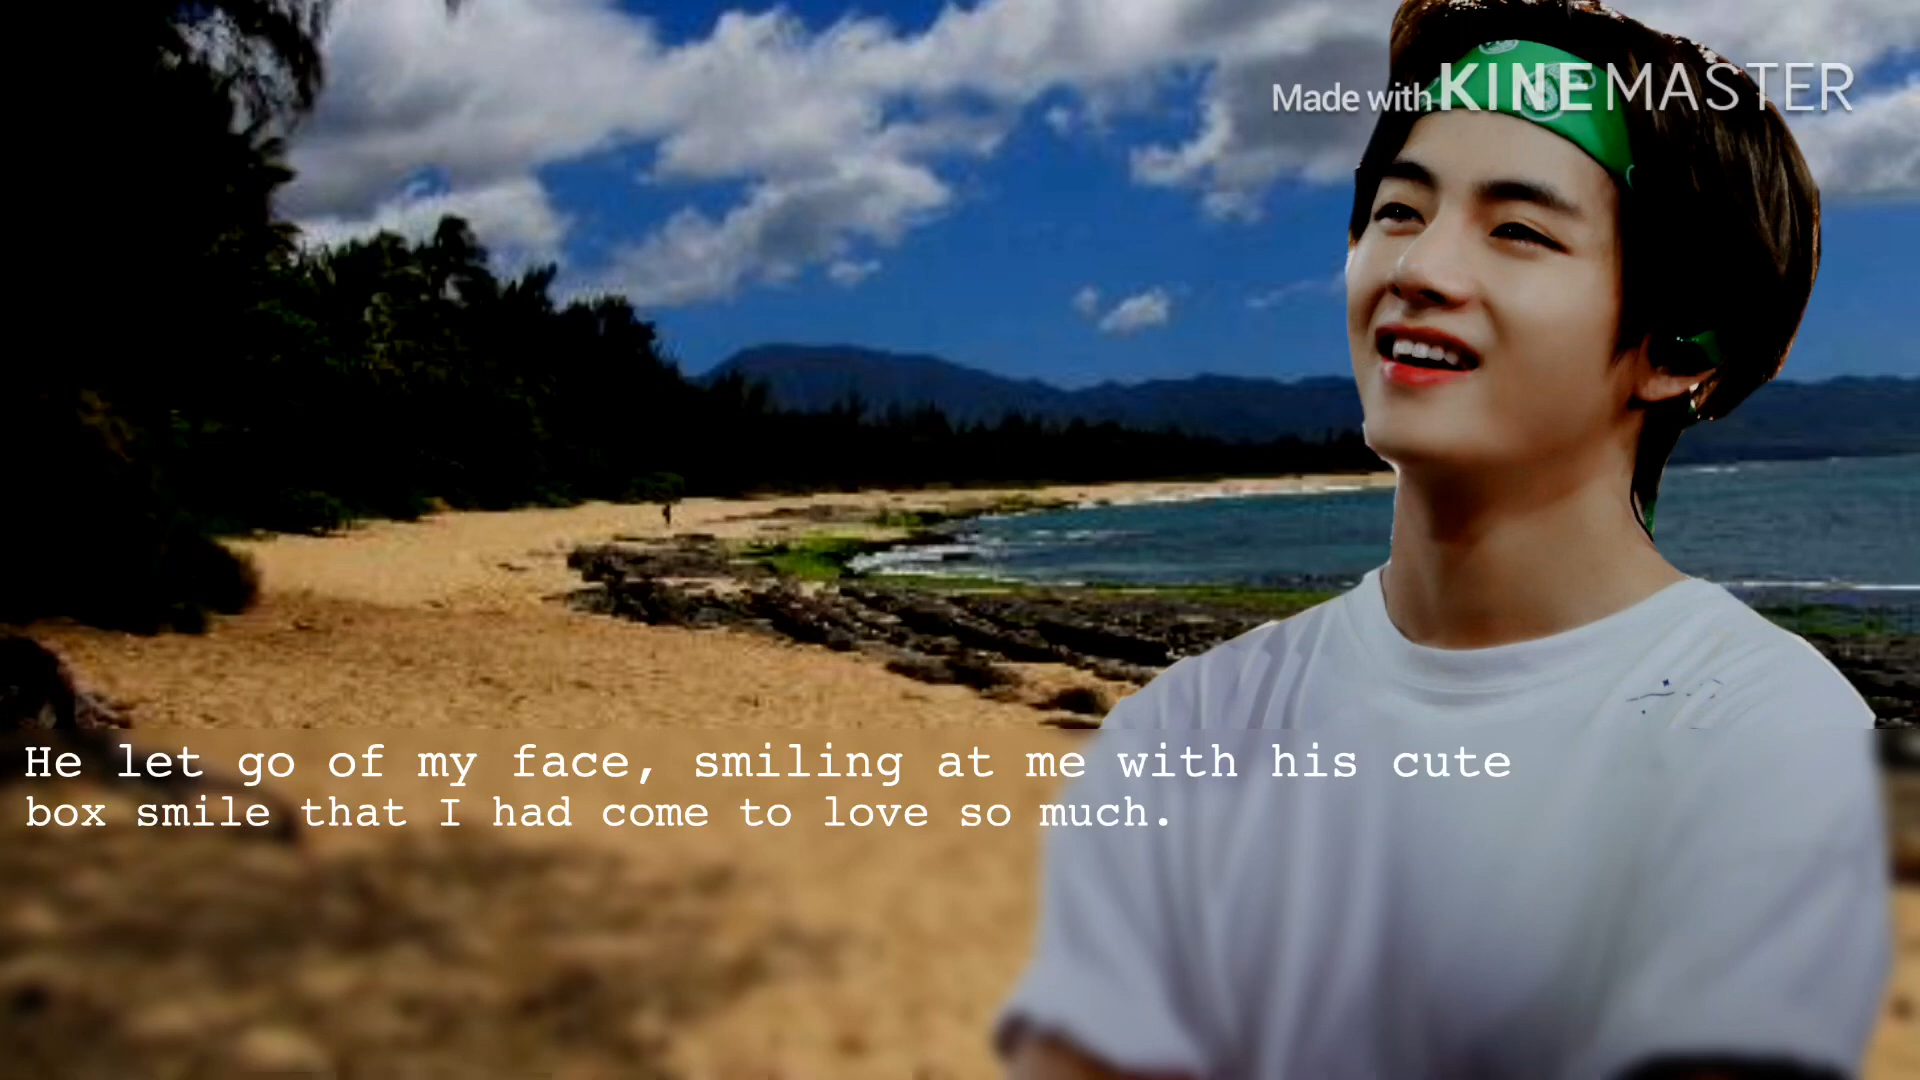 Made with KINEMASTER
He let go of my face, smiling at me with his cute
box smile that I had come to love so much.